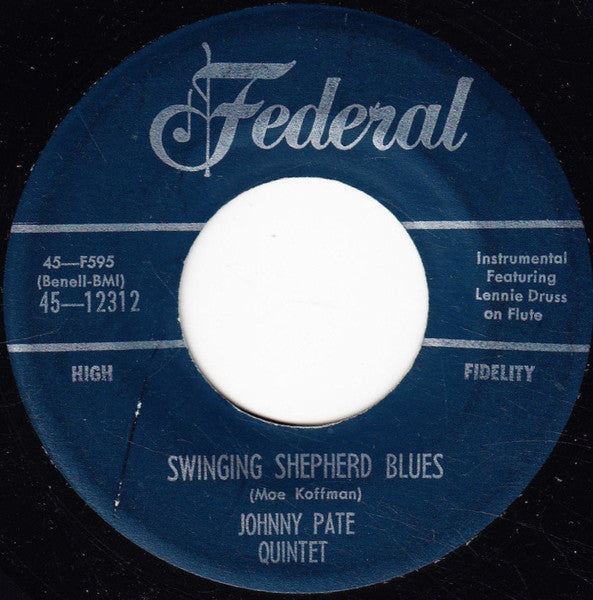 Federal
45—F595
(Benell-BMI)
45—12312
Instrumental
Featuring
Lennie Druss
on Flute
HIGH FIDELITY
SWINGING SHEPHERD BLUES
(Moe Koffman)
JOHNNY PATE
QUINTET